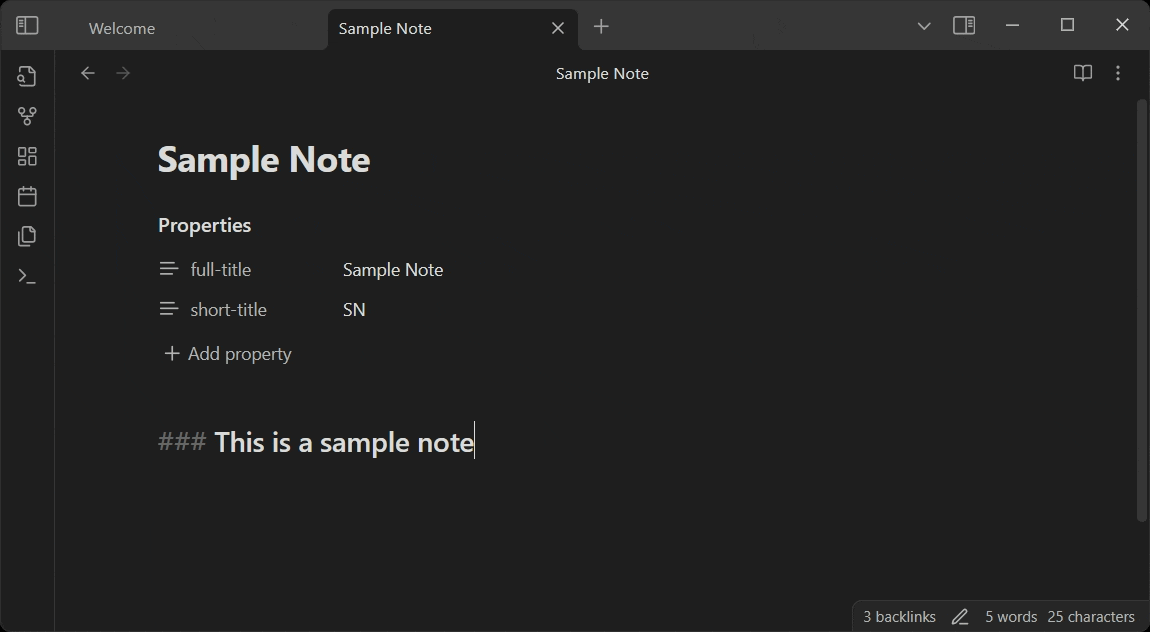 Welcome
Sample Note
Sample Note
Sample Note
Properties
full-title Sample Note
short-title SN
+ Add property
### This is a sample note
3 backlinks 5 words 25 characters